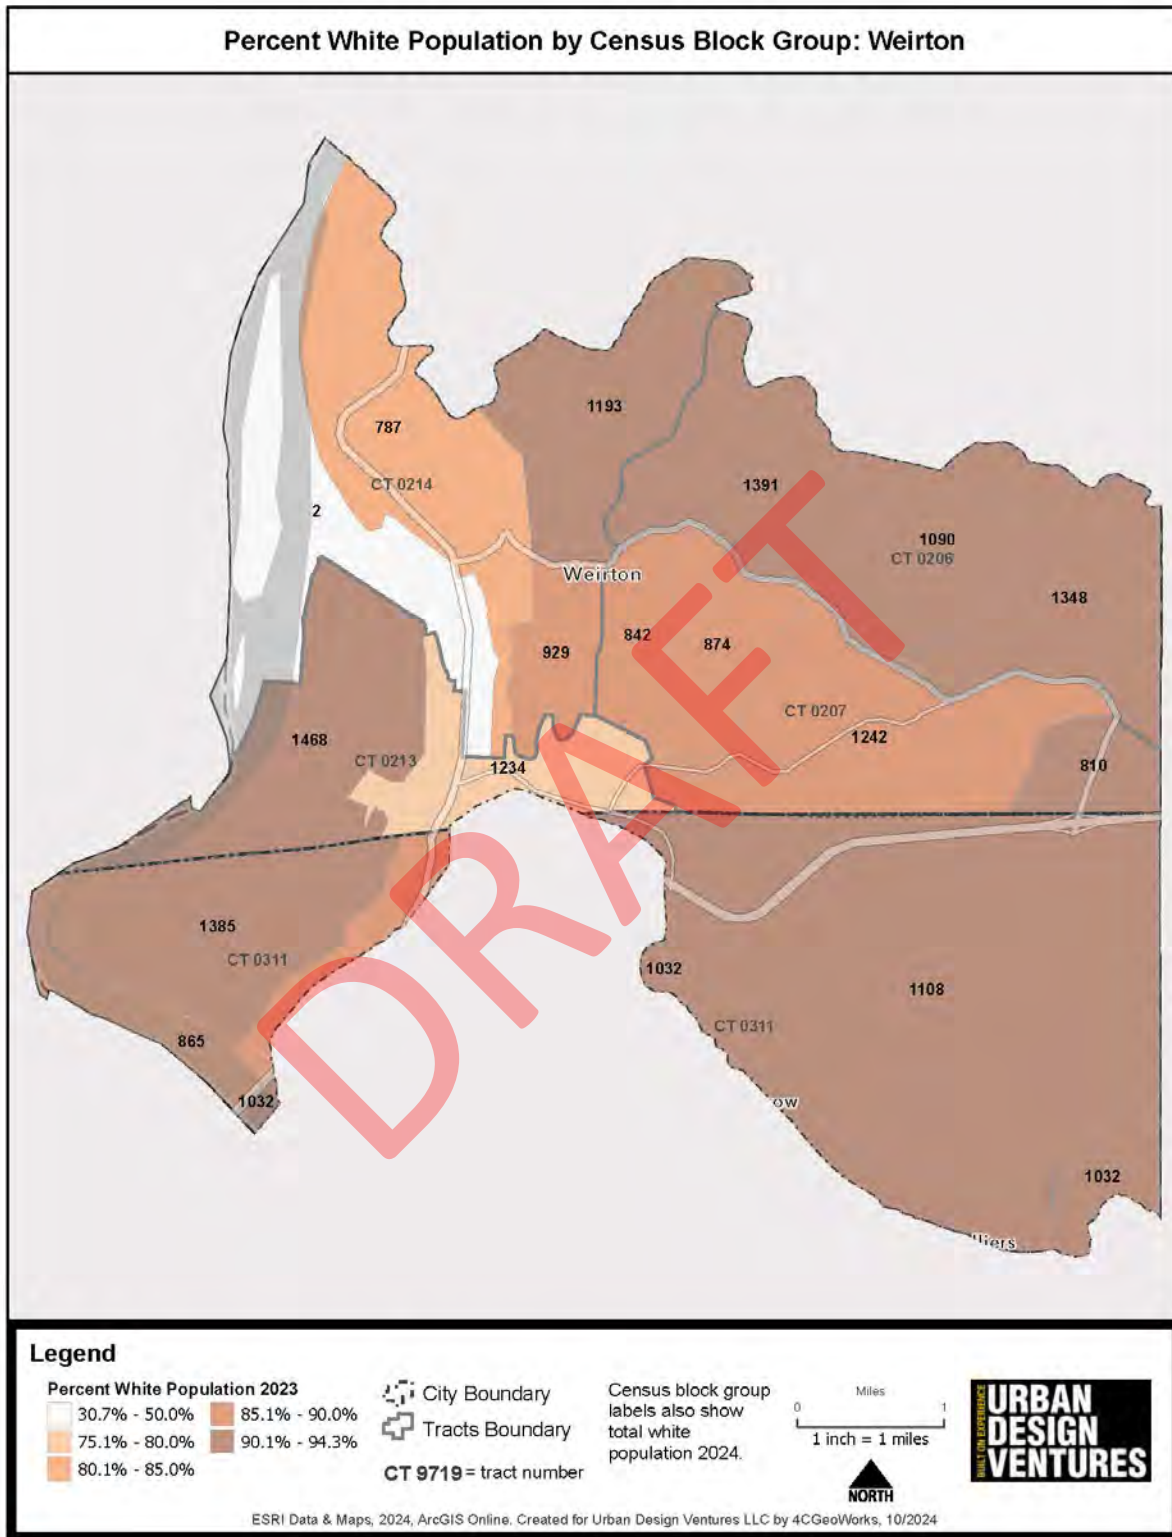 Percent White Population by Census Block Group: Weirton
1193
787
CT 0214
1391
2
1090
CT 0206
Weirton
1348
842
874
929
CT 0207
1242
1468
CT 0213
1234
810
1385
CT 0311
1032
1108
CT 0311
865
1032
ow
1032
lliers
DRAFT
Legend
Percent White Population 2023
30.7% - 50.0%
75.1% - 80.0%
80.1% - 85.0%
85.1% - 90.0%
90.1% - 94.3%
City Boundary
Tracts Boundary
CT 9719 = tract number
Census block group
labels also show
total white
population 2024.
Miles
0 1
1 inch = 1 miles
NORTH
BUILT ON EXPERIENCE
URBAN
DESIGN
VENTURES
ESRI Data & Maps, 2024, ArcGIS Online. Created for Urban Design Ventures LLC by 4CGeoWorks, 10/2024